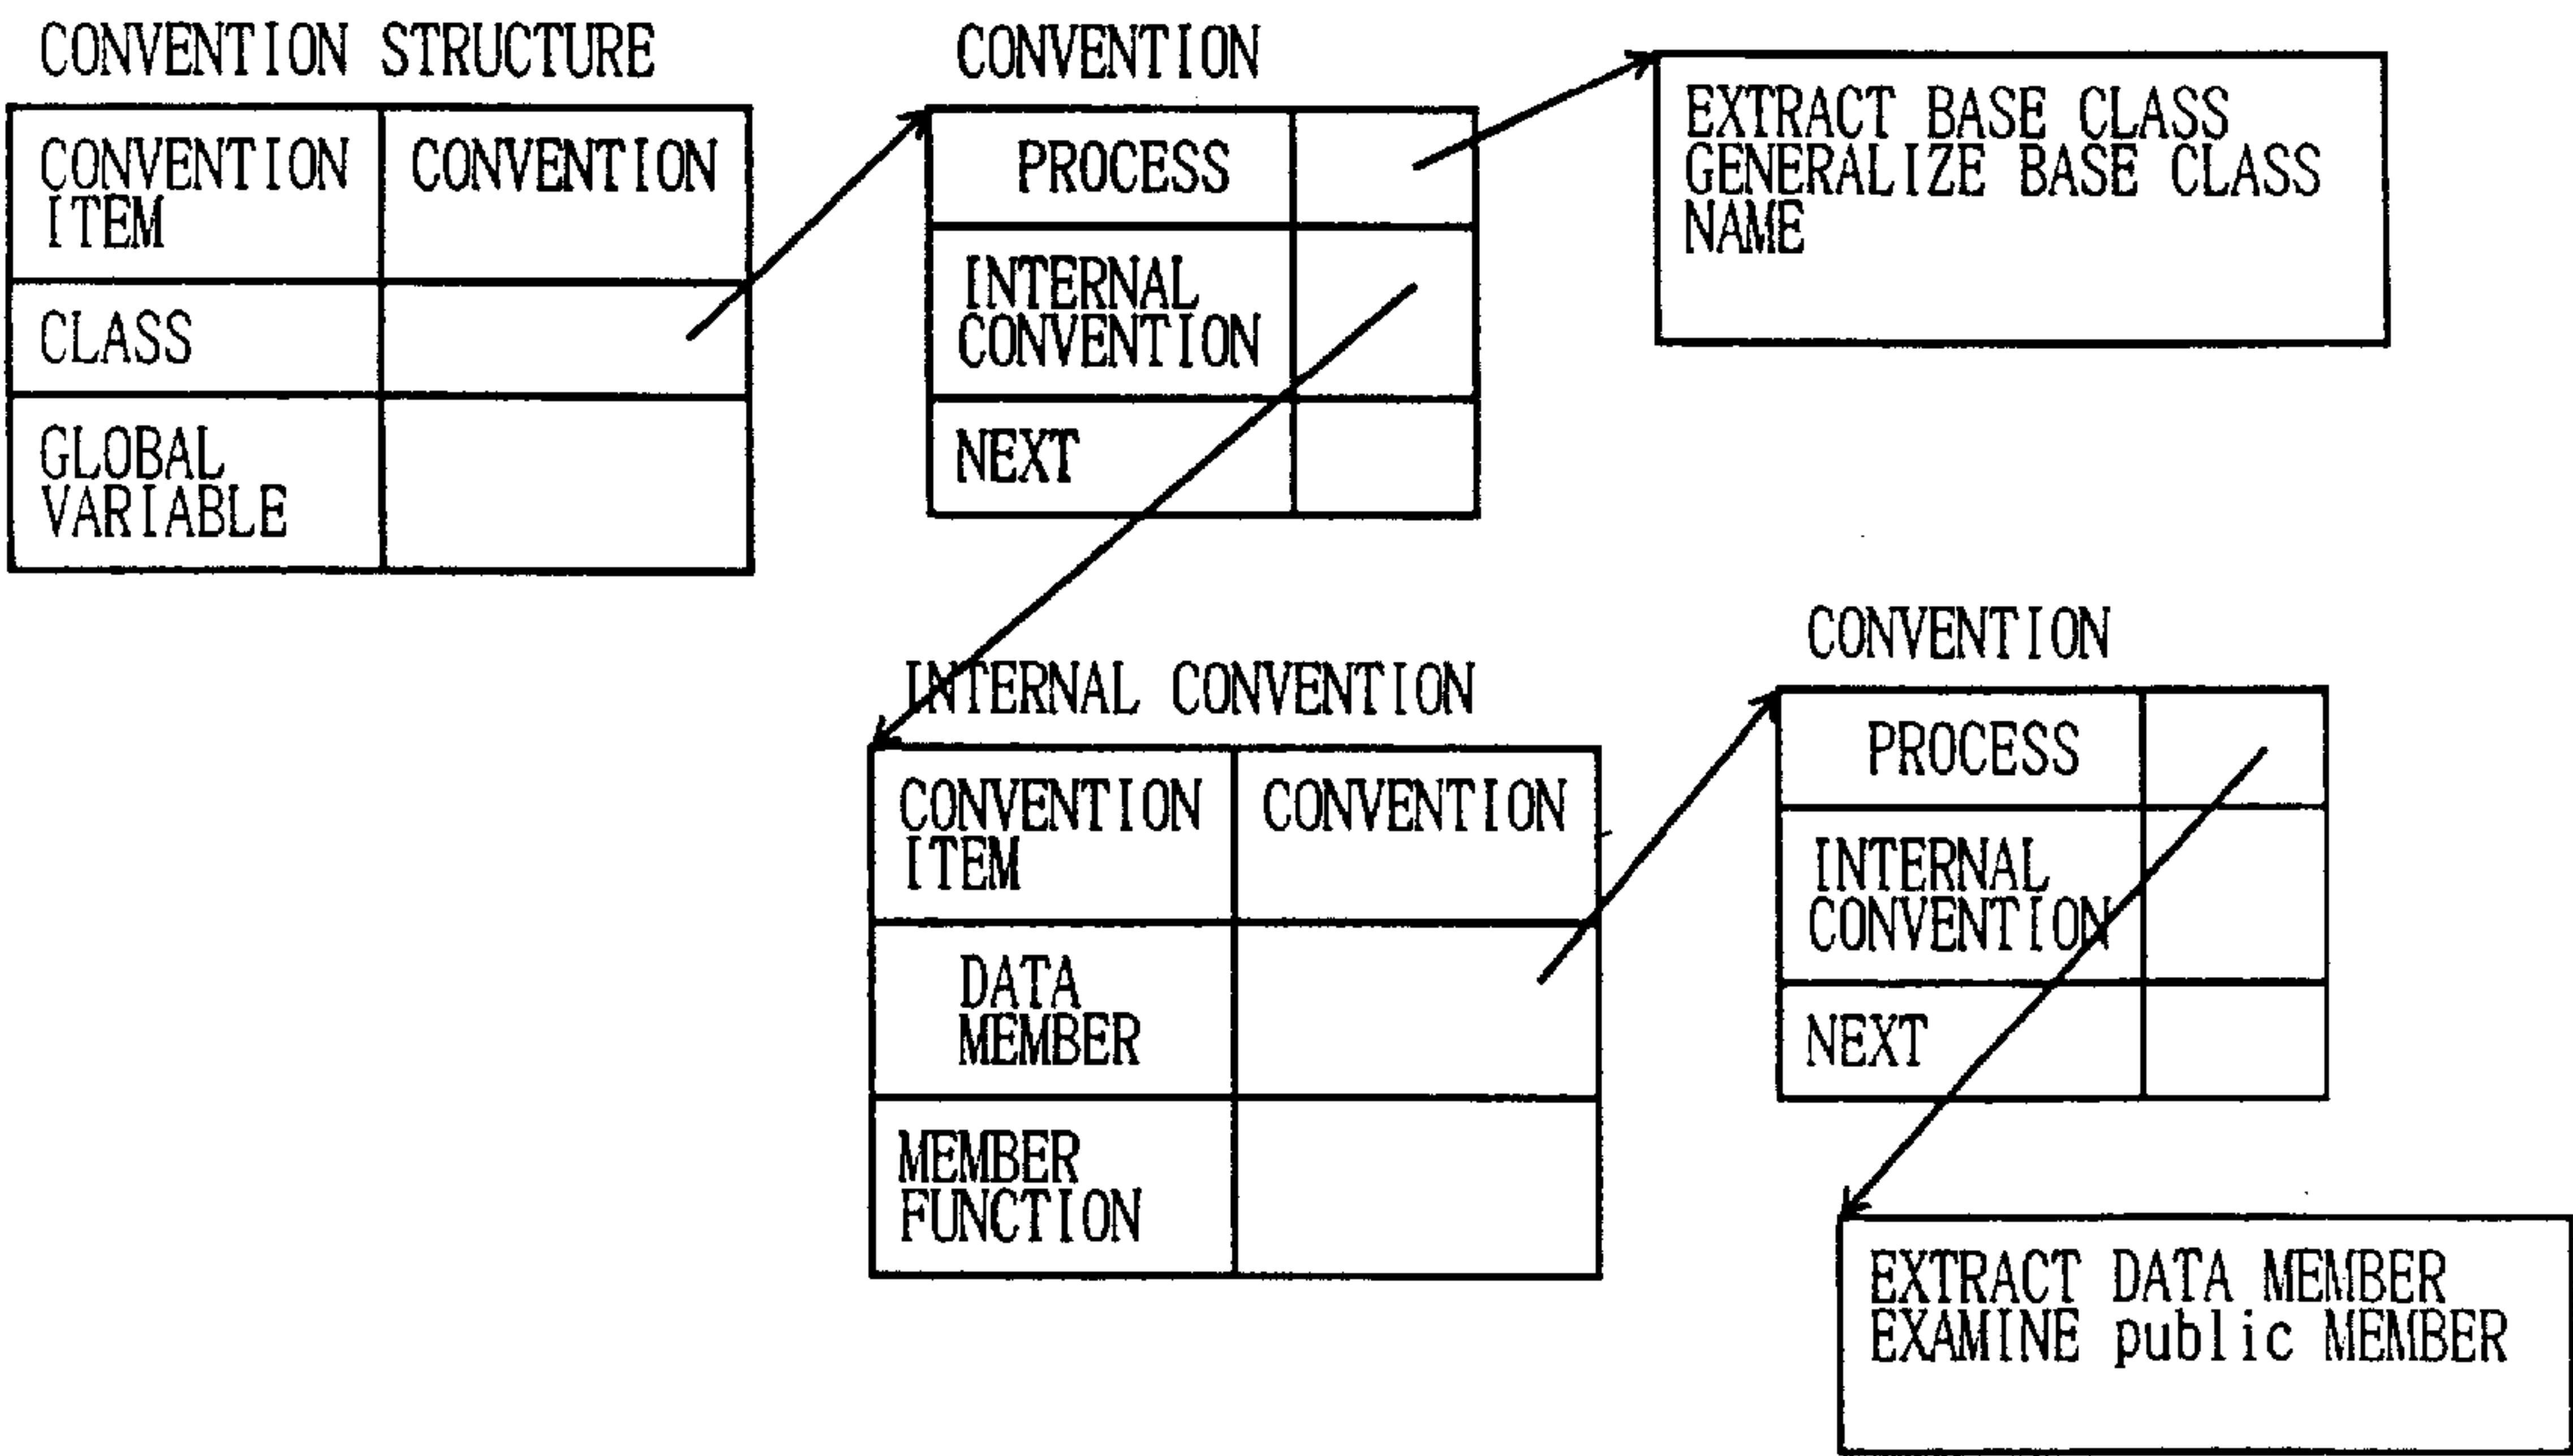 CONVENTION STRUCTURE
CONVENTION
ITEM
CONVENTION
CLASS
GLOBAL
VARIABLE
CONVENTION
PROCESS
INTERNAL
CONVENTION
NEXT
EXTRACT BASE CLASS
GENERALIZE BASE CLASS
NAME
INTERNAL CONVENTION
CONVENTION
ITEM
CONVENTION
DATA
MEMBER
MEMBER
FUNCTION
CONVENTION
PROCESS
INTERNAL
CONVENTION
NEXT
EXTRACT DATA MEMBER
EXAMINE public MEMBER